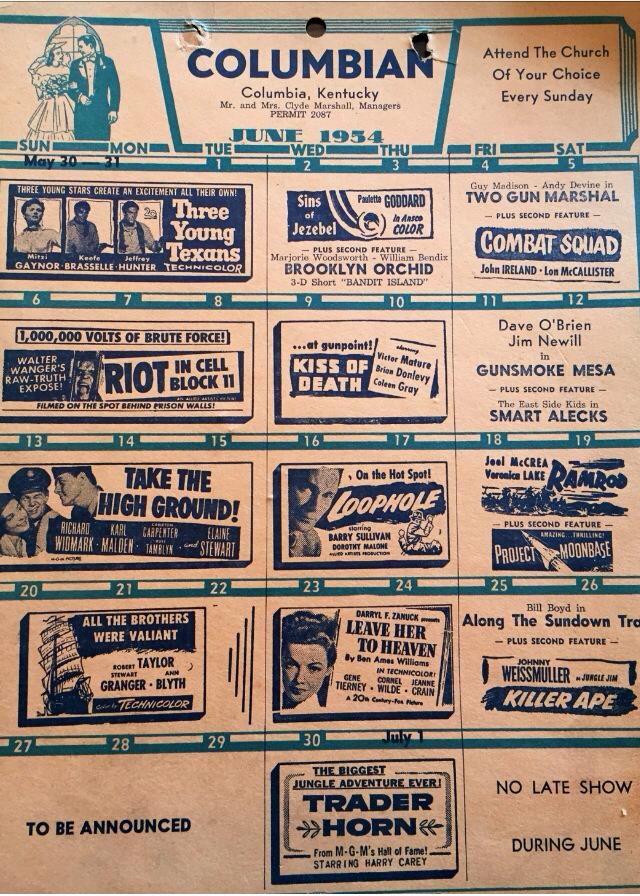 COLUMBIAN
Columbia, Kentucky
Mr. and Mrs. Clyde Marshall, Managers
PERMIT 2087
JUNE 1954
Attend The Church
Of Your Choice
Every Sunday
SUN MON TUE WED THU FRI SAT
May 30 — 31 1 2 3 4 5
THREE YOUNG STARS CREATE AN EXCITEMENT ALL THEIR OWN!
Three
Young
Texans
Mitzi Keefe Jeffrey
GAYNOR · BRASSELLE · HUNTER TECHNICOLOR
Sins
of
Jezebel
Paulette GODDARD
in Ansco
COLOR
— PLUS SECOND FEATURE —
Marjorie Woodsworth - William Bendix
BROOKLYN ORCHID
3-D Short "BANDIT ISLAND"
Guy Madison - Andy Devine in
TWO GUN MARSHAL
— PLUS SECOND FEATURE —
COMBAT SQUAD
John IRELAND · Lon McCALLISTER
6 7 8 9 10 11 12
1,000,000 VOLTS OF BRUTE FORCE!
WALTER
WANGER'S
RAW-TRUTH
EXPOSE!
RIOT IN CELL
BLOCK 11
AN ALLIED ARTISTS PICTURE
FILMED ON THE SPOT BEHIND PRISON WALLS!
...at gunpoint!
KISS OF
DEATH
starring
Victor Mature
Brian Donlevy
Coleen Gray
Dave O'Brien
Jim Newill
in
GUNSMOKE MESA
— PLUS SECOND FEATURE —
The East Side Kids in
SMART ALECKS
13 14 15 16 17 18 19
TAKE THE
HIGH GROUND!
RICHARD
WIDMARK · KARL
MALDEN · CARLETON
CARPENTER
RUSS
TAMBLYN and ELAINE
STEWART
M-G-M PICTURE
On the Hot Spot!
LOOPHOLE
starring
BARRY SULLIVAN
DOROTHY MALONE
ALLIED ARTISTS PRODUCTION
Joel McCREA
Veronica LAKE
RAMROD
— PLUS SECOND FEATURE —
AMAZING... THRILLING!
PROJECT MOONBASE
20 21 22 23 24 25 26
ALL THE BROTHERS
WERE VALIANT
ROBERT TAYLOR
STEWART GRANGER · ANN BLYTH
Color by TECHNICOLOR
DARRYL F. ZANUCK presents
LEAVE HER
TO HEAVEN
By Ben Ames Williams
IN TECHNICOLOR!
GENE CORNEL JEANNE
TIERNEY · WILDE · CRAIN
A 20th Century-Fox Picture
Bill Boyd in
Along The Sundown Tra
— PLUS SECOND FEATURE —
JOHNNY
WEISSMULLER as JUNGLE JIM
KILLER APE
27 28 29 30 July 1
TO BE ANNOUNCED
THE BIGGEST
JUNGLE ADVENTURE EVER!
TRADER
HORN
From M-G-M's Hall of Fame!
STARRING HARRY CAREY
NO LATE SHOW
DURING JUNE